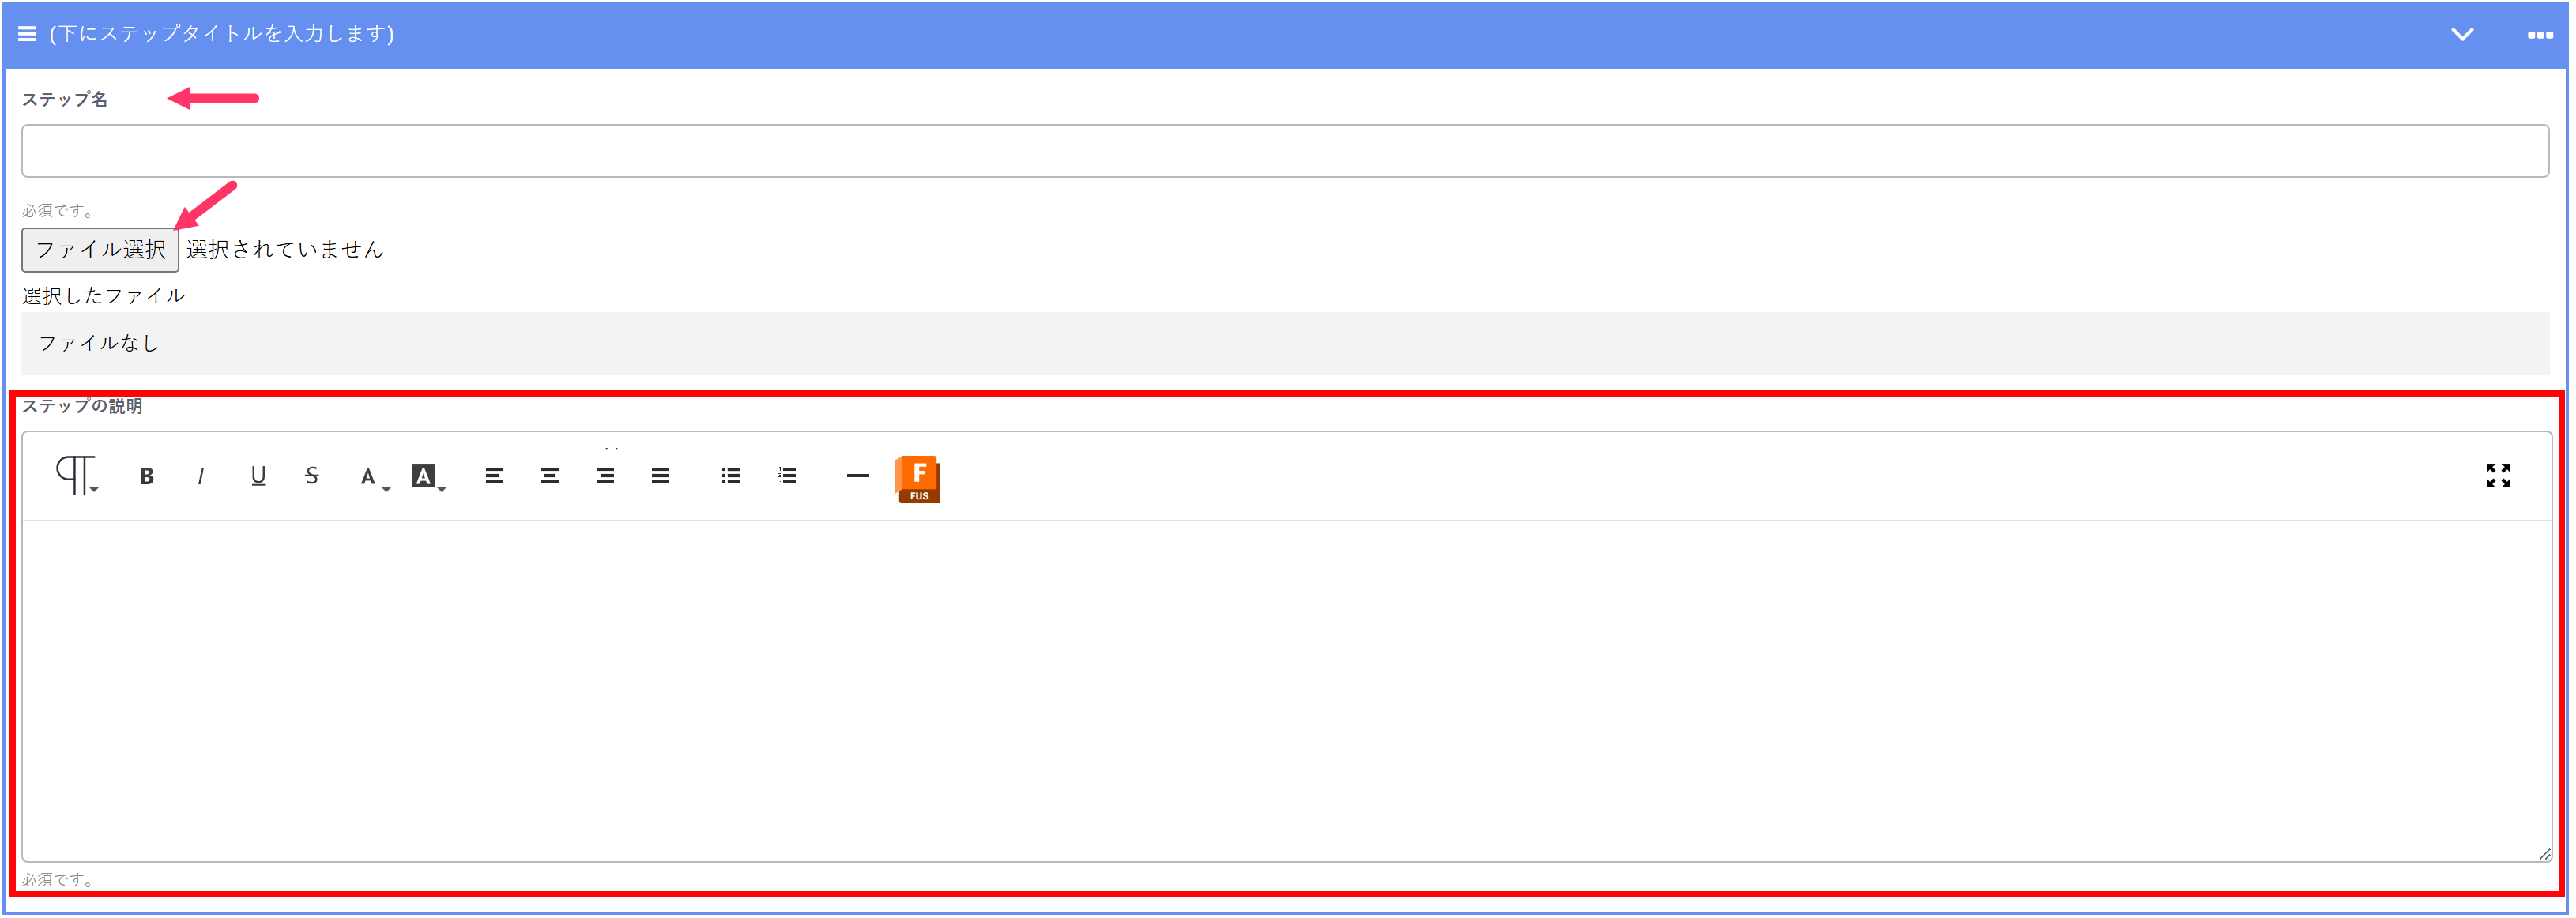 (下にステップタイトルを入力します)
ステップ名
必須です。
ファイル選択 選択されていません
選択したファイル
ファイルなし
ステップの説明
B I U S A A F FUS
必須です。